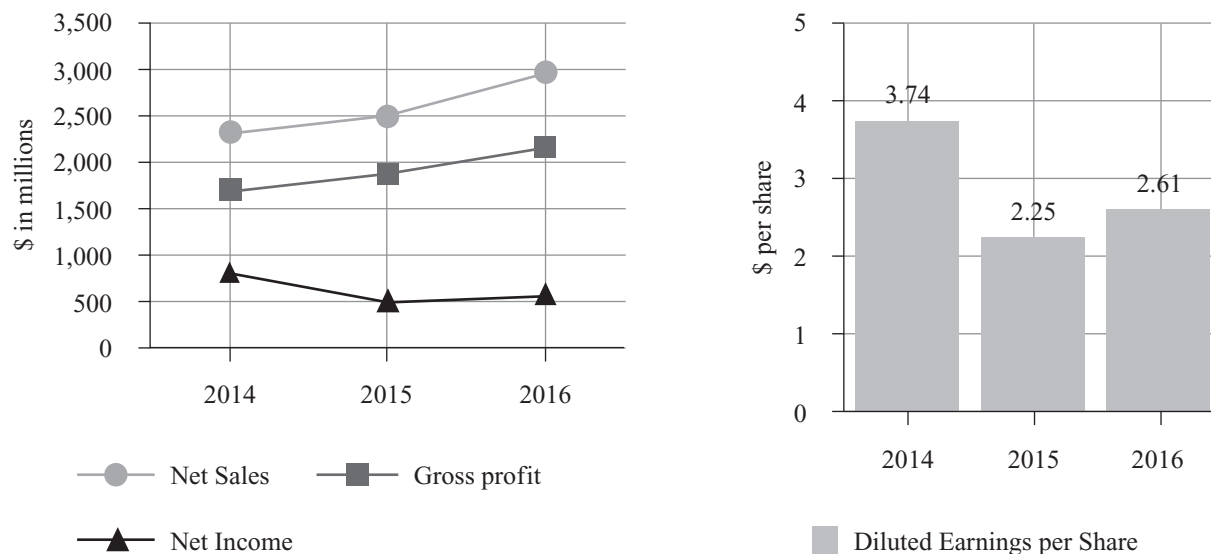 3,500
3,000
2,500
2,000
1,500
1,000
500
0
$ in millions
2014 2015 2016
Net Sales Gross profit
Net Income
5
4
3
2
1
0
$ per share
3.74
2.25
2.61
2014 2015 2016
Diluted Earnings per Share